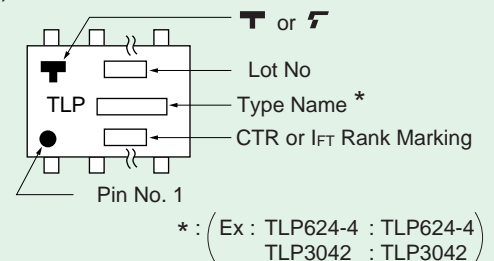 T or T
Lot No
TLP
Type Name *
CTR or IFT Rank Marking
Pin No. 1
* : (Ex : TLP624-4 : TLP624-4
TLP3042 : TLP3042)